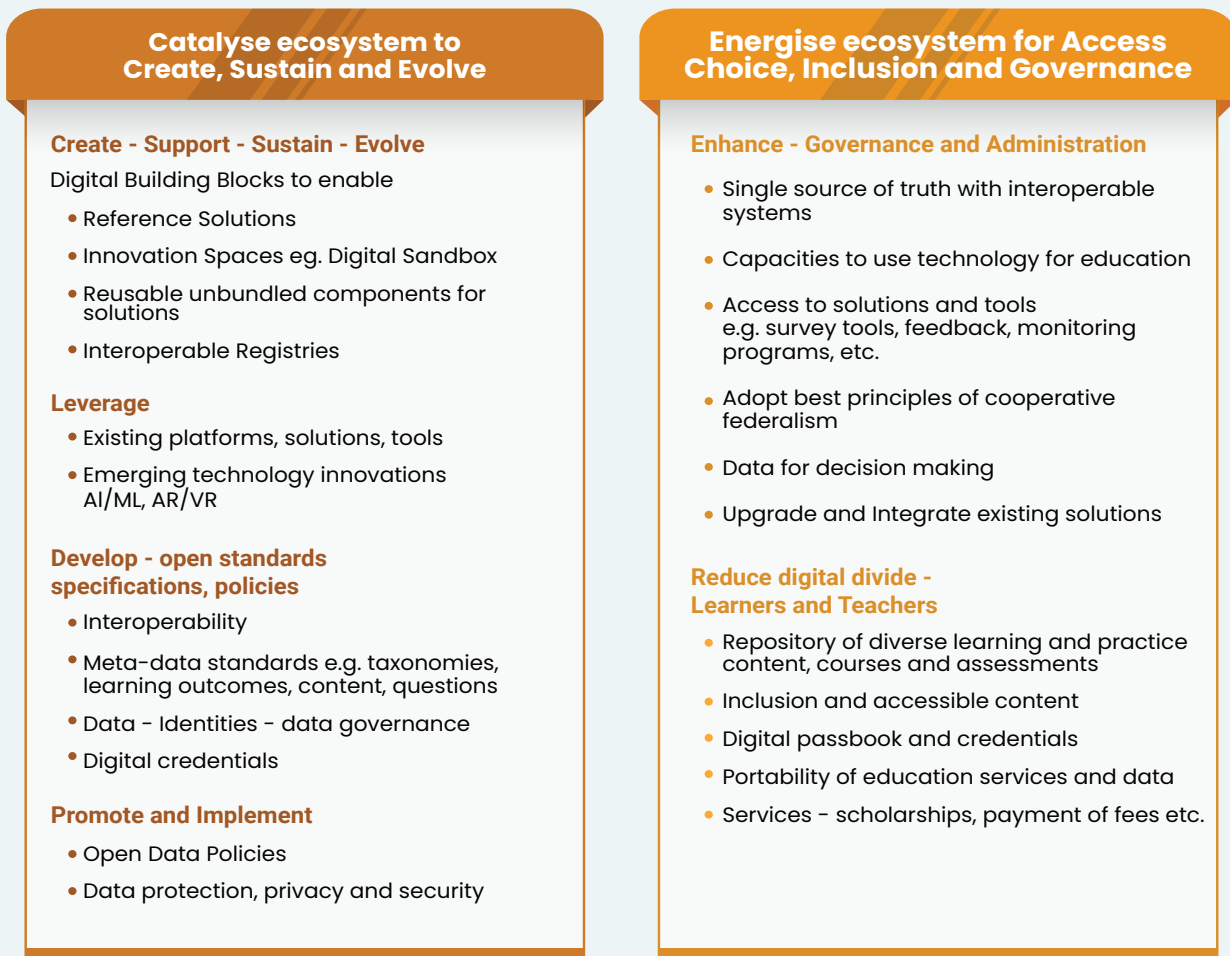 Catalyse ecosystem to
Create, Sustain and Evolve
Create - Support - Sustain - Evolve
Digital Building Blocks to enable
• Reference Solutions
• Innovation Spaces eg. Digital Sandbox
• Reusable unbundled components for
solutions
• Interoperable Registries
Leverage
• Existing platforms, solutions, tools
• Emerging technology innovations
AI/ML, AR/VR
Develop - open standards
specifications, policies
• Interoperability
• Meta-data standards e.g. taxonomies,
learning outcomes, content, questions
• Data - Identities - data governance
• Digital credentials
Promote and Implement
• Open Data Policies
• Data protection, privacy and security
Energise ecosystem for Access
Choice, Inclusion and Governance
Enhance - Governance and Administration
• Single source of truth with interoperable
systems
• Capacities to use technology for education
• Access to solutions and tools
e.g. survey tools, feedback, monitoring
programs, etc.
• Adopt best principles of cooperative
federalism
• Data for decision making
• Upgrade and Integrate existing solutions
Reduce digital divide -
Learners and Teachers
• Repository of diverse learning and practice
content, courses and assessments
• Inclusion and accessible content
• Digital passbook and credentials
• Portability of education services and data
• Services - scholarships, payment of fees etc.